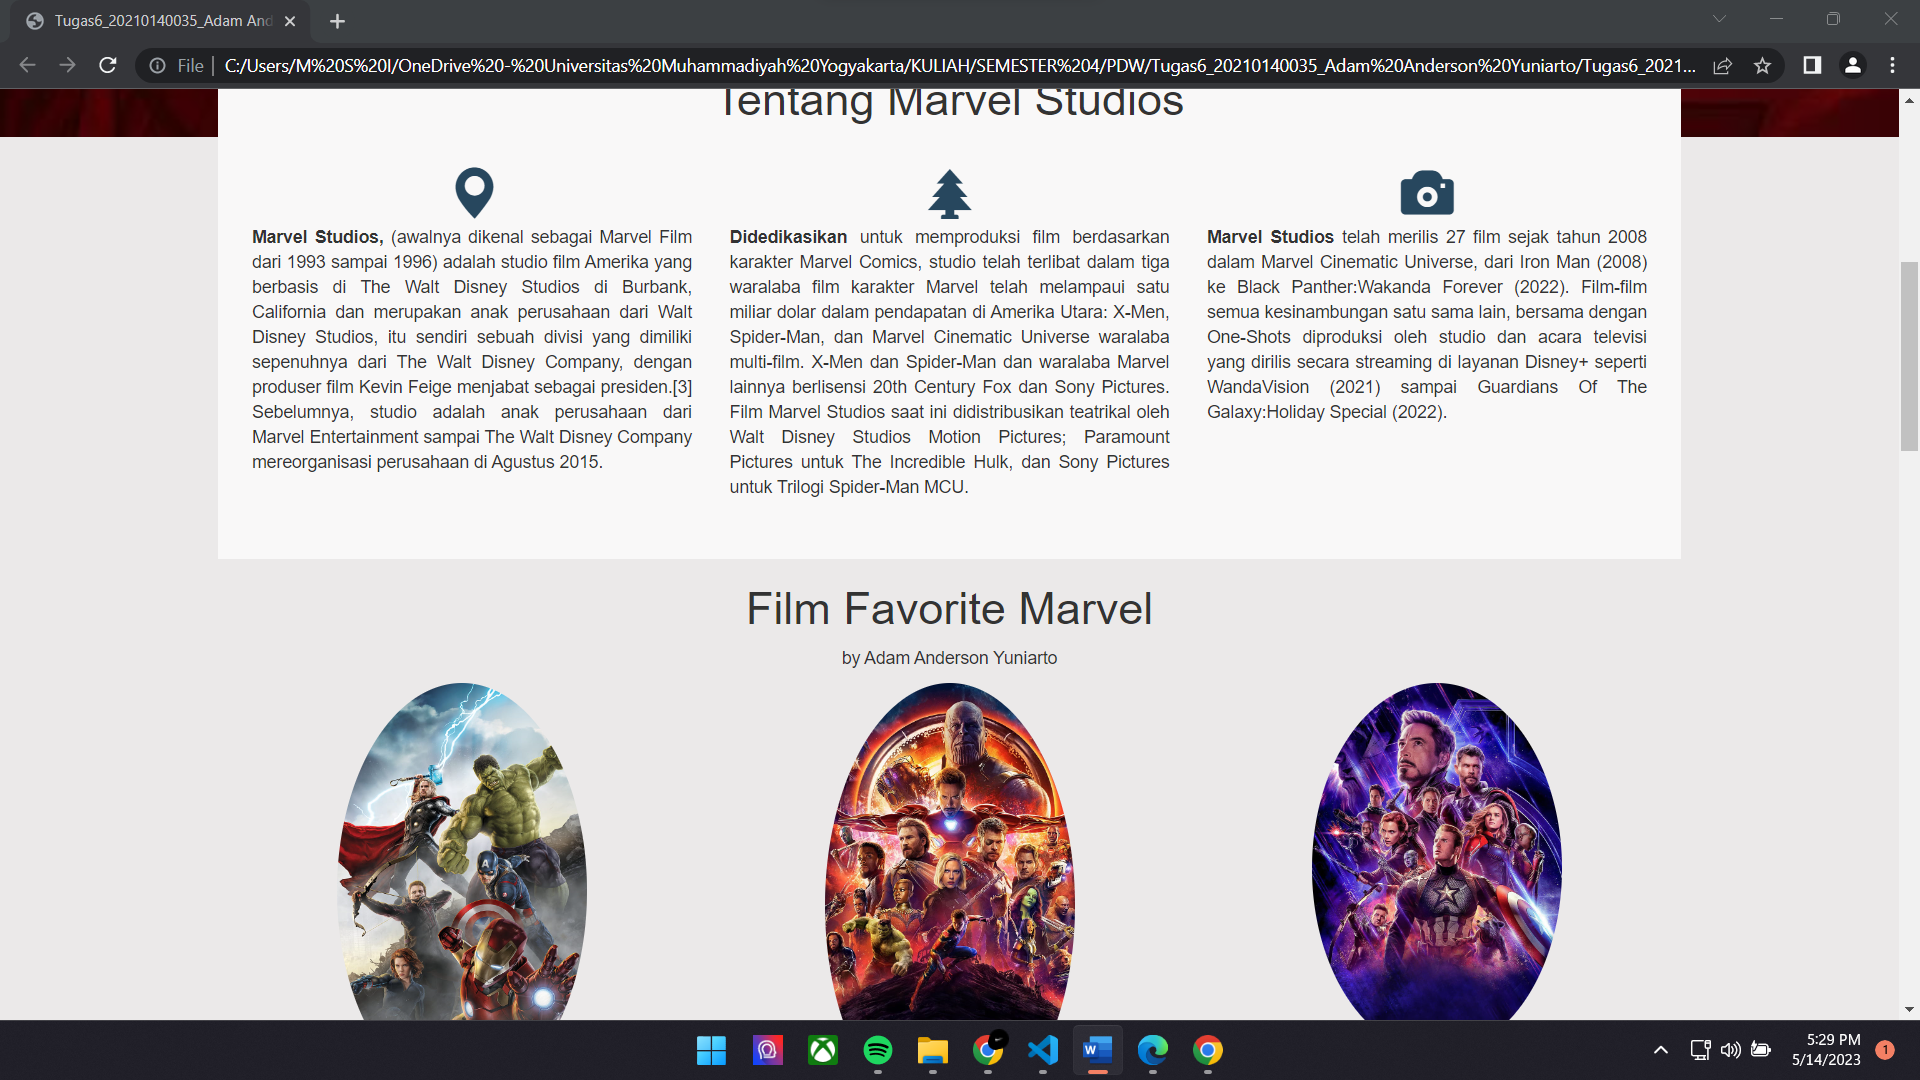 Tugas6_20210140035_Adam And
File
C:/Users/M%20S%20I/OneDrive%20-%20Universitas%20Muhammadiyah%20Yogyakarta/KULIAH/SEMESTER%204/PDW/Tugas6_20210140035_Adam%20Anderson%20Yuniarto/Tugas6_2021...
Tentang Marvel Studios
Marvel Studios, (awalnya dikenal sebagai Marvel Film
dari 1993 sampai 1996) adalah studio film Amerika yang
berbasis di The Walt Disney Studios di Burbank,
California dan merupakan anak perusahaan dari Walt
Disney Studios, itu sendiri sebuah divisi yang dimiliki
sepenuhnya dari The Walt Disney Company, dengan
produser film Kevin Feige menjabat sebagai presiden.[3]
Sebelumnya, studio adalah anak perusahaan dari
Marvel Entertainment sampai The Walt Disney Company
mereorganisasi perusahaan di Agustus 2015.
Didedikasikan untuk memproduksi film berdasarkan
karakter Marvel Comics, studio telah terlibat dalam tiga
waralaba film karakter Marvel telah melampaui satu
miliar dolar dalam pendapatan di Amerika Utara: X-Men,
Spider-Man, dan Marvel Cinematic Universe waralaba
multi-film. X-Men dan Spider-Man dan waralaba Marvel
lainnya berlisensi 20th Century Fox dan Sony Pictures.
Film Marvel Studios saat ini didistribusikan teatrikal oleh
Walt Disney Studios Motion Pictures; Paramount
Pictures untuk The Incredible Hulk, dan Sony Pictures
untuk Trilogi Spider-Man MCU.
Marvel Studios telah merilis 27 film sejak tahun 2008
dalam Marvel Cinematic Universe, dari Iron Man (2008)
ke Black Panther:Wakanda Forever (2022). Film-film
semua kesinambungan satu sama lain, bersama dengan
One-Shots diproduksi oleh studio dan acara televisi
yang dirilis secara streaming di layanan Disney+ seperti
WandaVision (2021) sampai Guardians Of The
Galaxy:Holiday Special (2022).
Film Favorite Marvel
by Adam Anderson Yuniarto
5:29 PM
5/14/2023
1